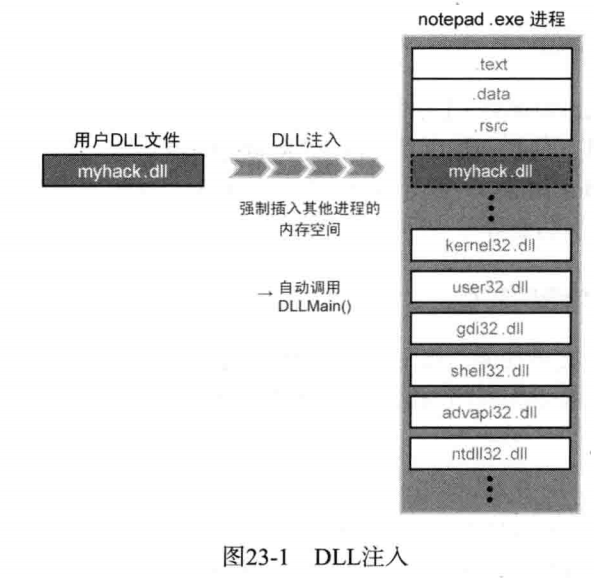 notepad .exe 进程
.text
.data
.rsrc
用户DLL文件
DLL注入
myhack.dll
myhack.dll
强制插入其他进程的
内存空间
→ 自动调用
DLLMain()
kernel32.dll
user32.dll
gdi32.dll
shell32.dll
advapi32.dll
ntdll32.dll
图23-1 DLL注入